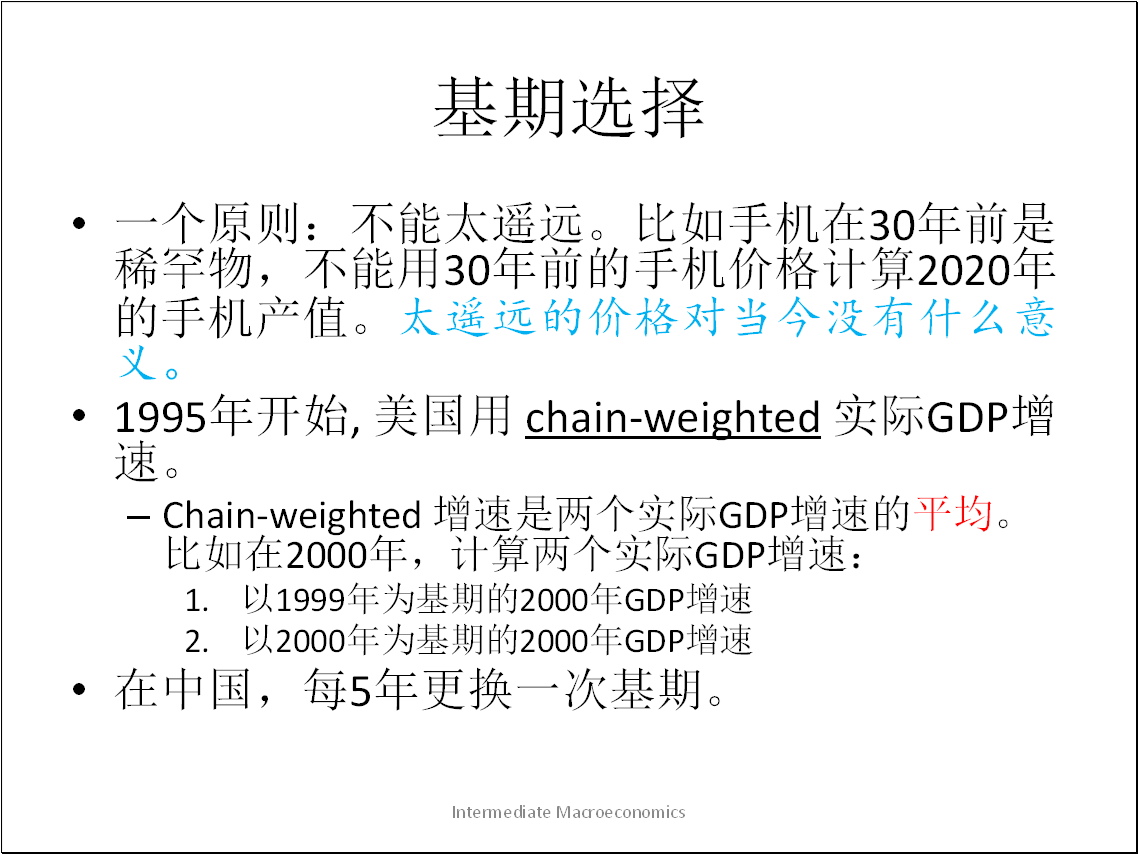 基期选择
• 一个原则：不能太遥远。比如手机在30年前是
稀罕物，不能用30年前的手机价格计算2020年
的手机产值。太遥远的价格对当今没有什么意
义。
• 1995年开始, 美国用 chain-weighted 实际GDP增
速。
– Chain-weighted 增速是两个实际GDP增速的平均。
比如在2000年，计算两个实际GDP增速：
1. 以1999年为基期的2000年GDP增速
2. 以2000年为基期的2000年GDP增速
• 在中国，每5年更换一次基期。
Intermediate Macroeconomics